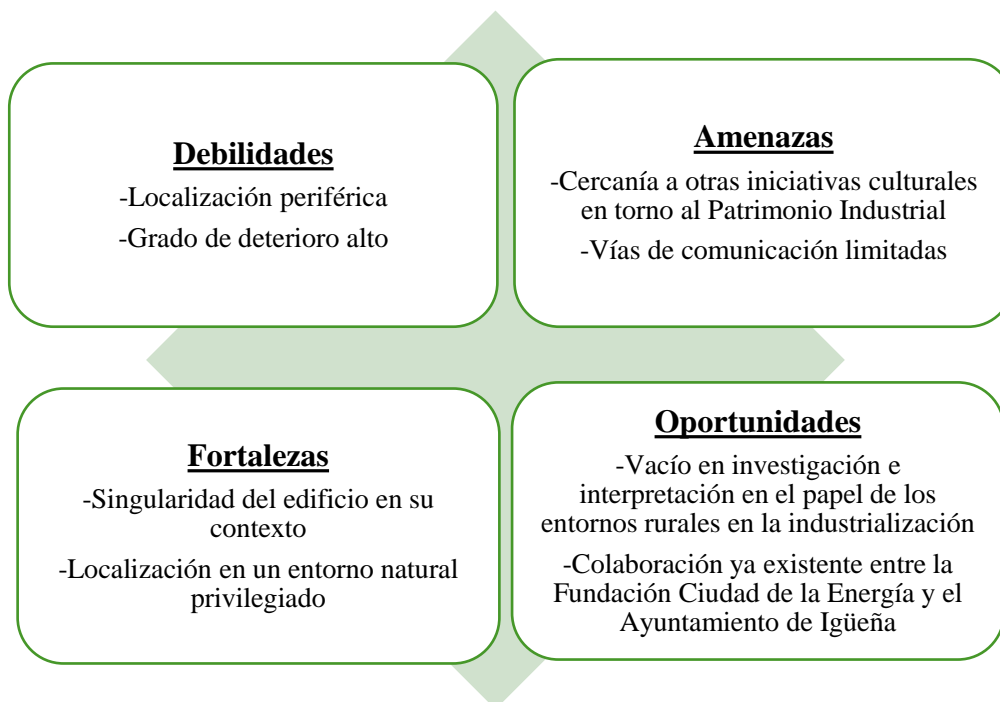 Debilidades
-Localización periférica
-Grado de deterioro alto
Amenazas
-Cercanía a otras iniciativas culturales
en torno al Patrimonio Industrial
-Vías de comunicación limitadas
Fortalezas
-Singularidad del edificio en su
contexto
-Localización en un entorno natural
privilegiado
Oportunidades
-Vacío en investigación e
interpretación en el papel de los
entornos rurales en la industrialización
-Colaboración ya existente entre la
Fundación Ciudad de la Energía y el
Ayuntamiento de Igüeña